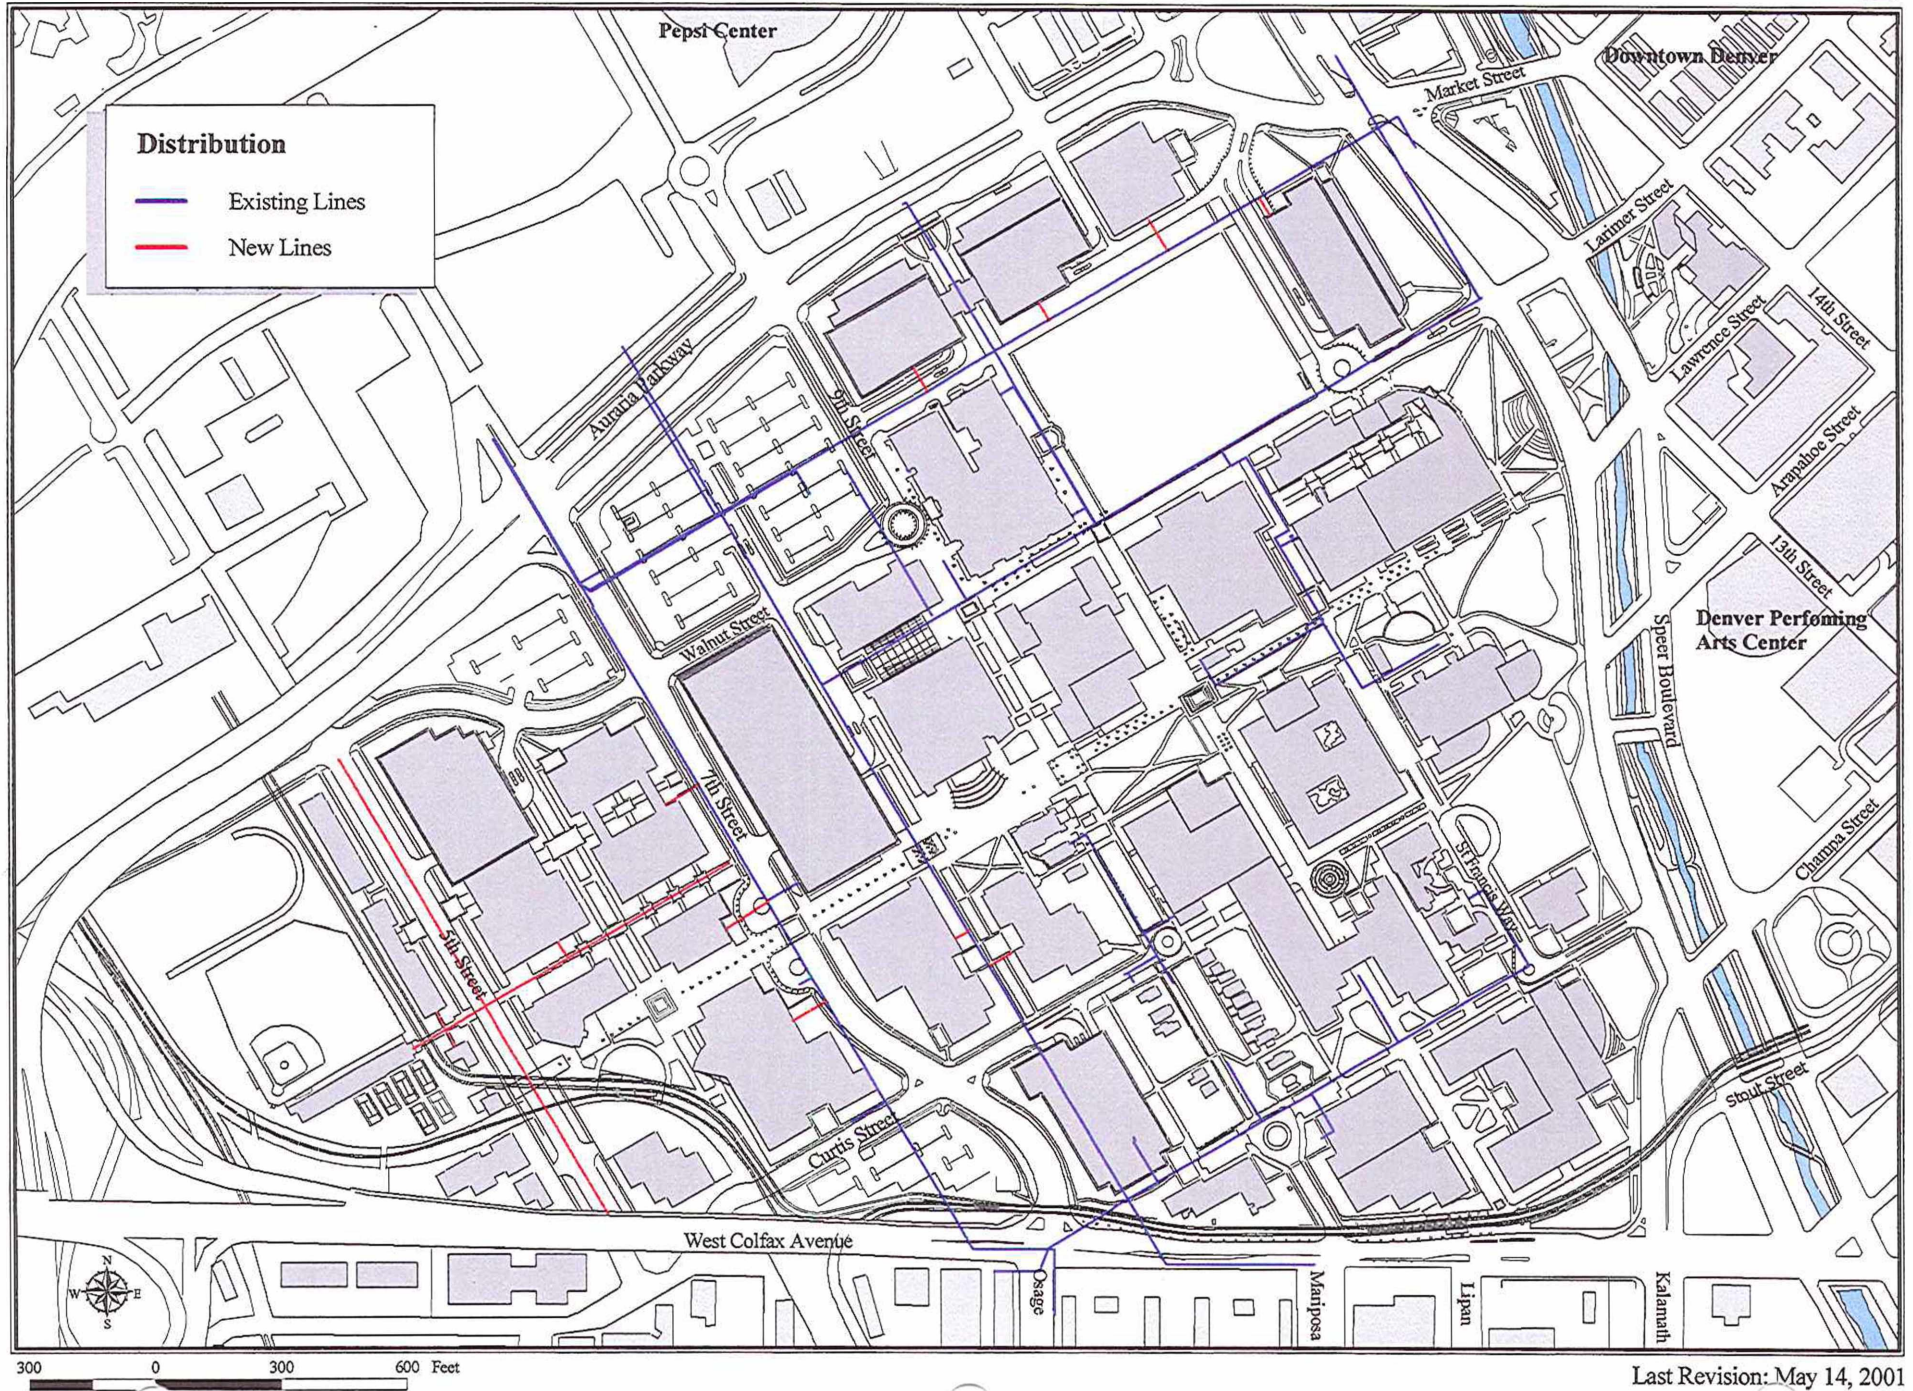 Pepsi Center
Downtown Denver
Market Street
Distribution
Existing Lines
New Lines
Larimer Street
14th Street
Lawrence Street
Auraria Parkway
9th Street
Arapahoe Street
13th Street
Walnut Street
Denver Perfoming
Arts Center
Speer Boulevard
7th Street
Champa Street
St Francis Way
5th Street
Stout Street
Curtis Street
West Colfax Avenue
N
W E
S
Osage
Mariposa
Lipan
Kalamath
300 0 300 600 Feet
Last Revision: May 14, 2001